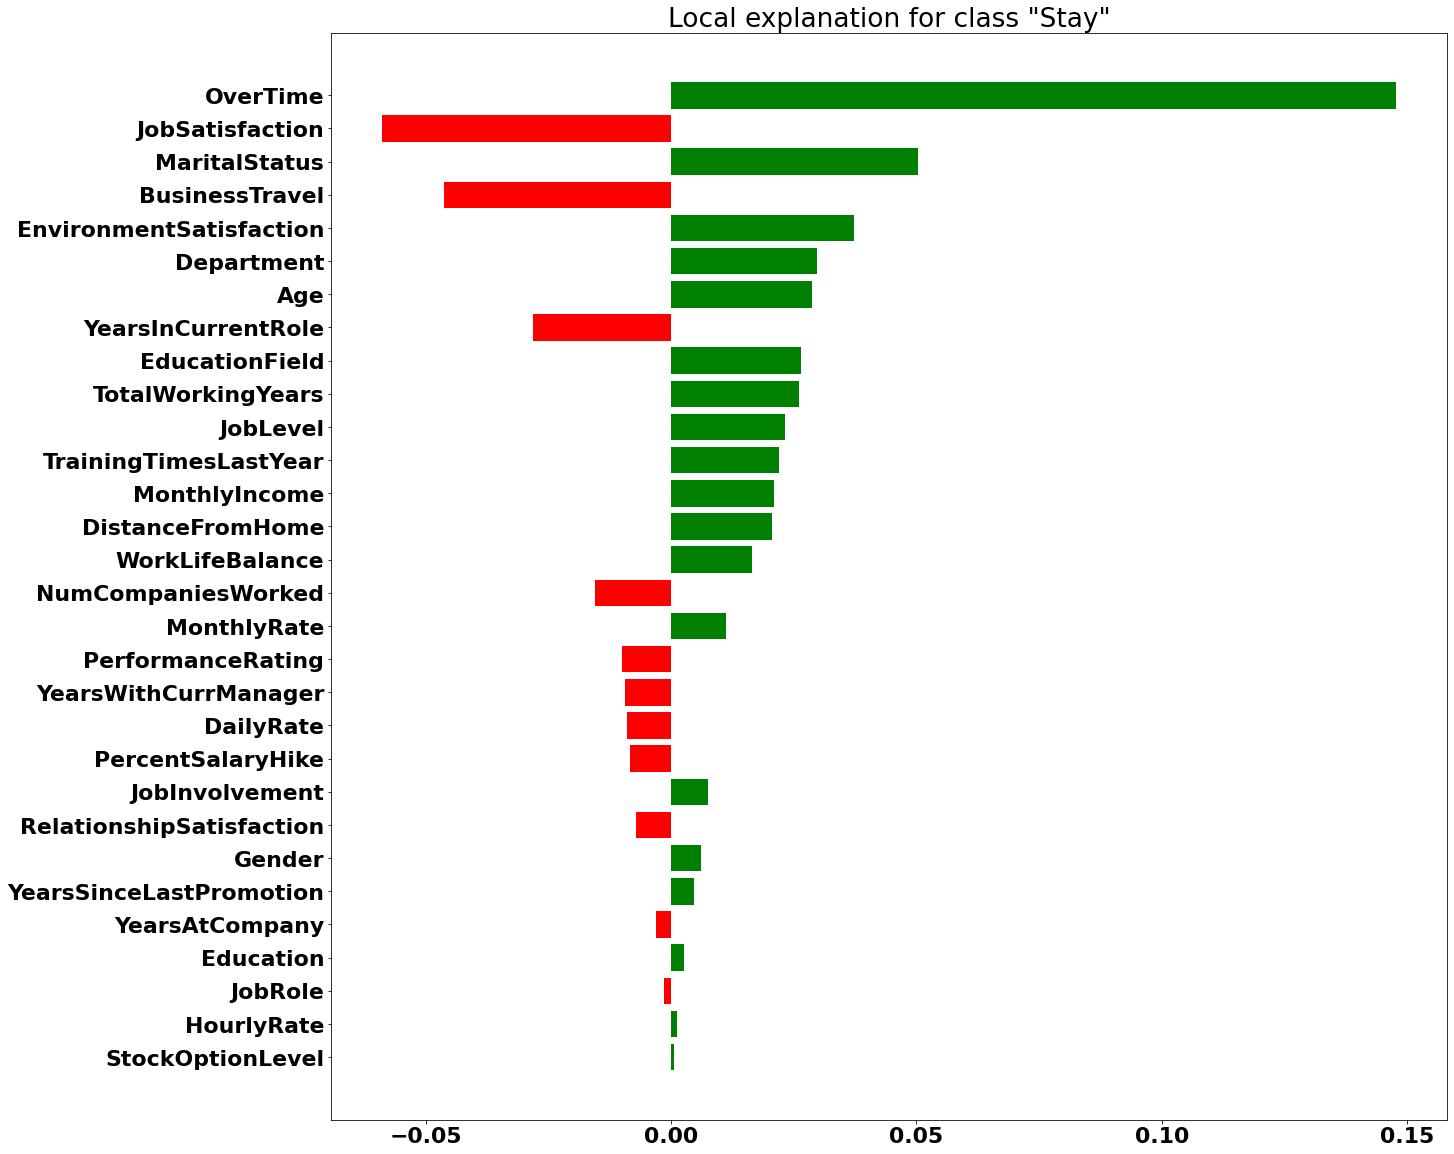 Local explanation for class "Stay"
OverTime
JobSatisfaction
MaritalStatus
BusinessTravel
EnvironmentSatisfaction
Department
Age
YearsInCurrentRole
EducationField
TotalWorkingYears
JobLevel
TrainingTimesLastYear
MonthlyIncome
DistanceFromHome
WorkLifeBalance
NumCompaniesWorked
MonthlyRate
PerformanceRating
YearsWithCurrManager
DailyRate
PercentSalaryHike
JobInvolvement
RelationshipSatisfaction
Gender
YearsSinceLastPromotion
YearsAtCompany
Education
JobRole
HourlyRate
StockOptionLevel
−0.05 0.00 0.05 0.10 0.15